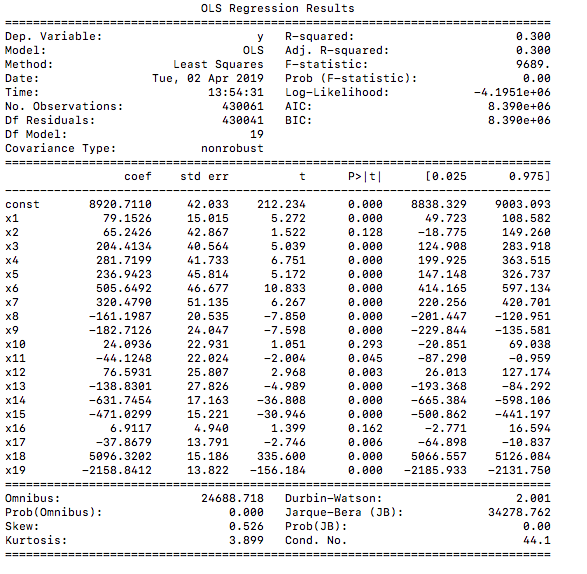 OLS Regression Results
Dep. Variable: y R-squared: 0.300
Model: OLS Adj. R-squared: 0.300
Method: Least Squares F-statistic: 9689.
Date: Tue, 02 Apr 2019 Prob (F-statistic): 0.00
Time: 13:54:31 Log-Likelihood: -4.1951e+06
No. Observations: 430061 AIC: 8.390e+06
Df Residuals: 430041 BIC: 8.390e+06
Df Model: 19
Covariance Type: nonrobust
coef std err t P>|t| [0.025 0.975]
const 8920.7110 42.033 212.234 0.000 8838.329 9003.093
x1 79.1526 15.015 5.272 0.000 49.723 108.582
x2 65.2426 42.867 1.522 0.128 -18.775 149.260
x3 204.4134 40.564 5.039 0.000 124.908 283.918
x4 281.7199 41.733 6.751 0.000 199.925 363.515
x5 236.9423 45.814 5.172 0.000 147.148 326.737
x6 505.6492 46.677 10.833 0.000 414.165 597.134
x7 320.4790 51.135 6.267 0.000 220.256 420.701
x8 -161.1987 20.535 -7.850 0.000 -201.447 -120.951
x9 -182.7126 24.047 -7.598 0.000 -229.844 -135.581
x10 24.0936 22.931 1.051 0.293 -20.851 69.038
x11 -44.1248 22.024 -2.004 0.045 -87.290 -0.959
x12 76.5931 25.807 2.968 0.003 26.013 127.174
x13 -138.8301 27.826 -4.989 0.000 -193.368 -84.292
x14 -631.7454 17.163 -36.808 0.000 -665.384 -598.106
x15 -471.0299 15.221 -30.946 0.000 -500.862 -441.197
x16 6.9117 4.940 1.399 0.162 -2.771 16.594
x17 -37.8679 13.791 -2.746 0.006 -64.898 -10.837
x18 5096.3202 15.186 335.600 0.000 5066.557 5126.084
x19 -2158.8412 13.822 -156.184 0.000 -2185.933 -2131.750
Omnibus: 24688.718 Durbin-Watson: 2.001
Prob(Omnibus): 0.000 Jarque-Bera (JB): 34278.762
Skew: 0.526 Prob(JB): 0.00
Kurtosis: 3.899 Cond. No. 44.1